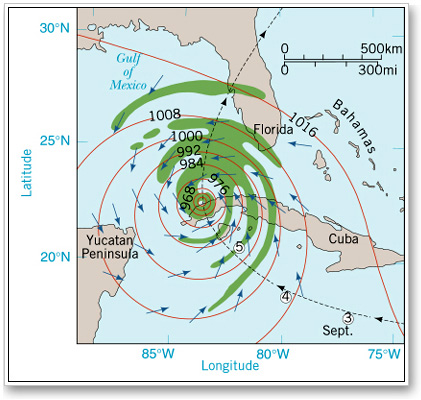 30°N
0 500km
0 300mi
Gulf
of
Mexico
1008
1016
Bahamas
25°N
1000
Florida
992
984
976
968
Latitude
Yucatan
Peninsula
Cuba
5
20°N
4
3
Sept.
85°W
80°W
75°W
Longitude